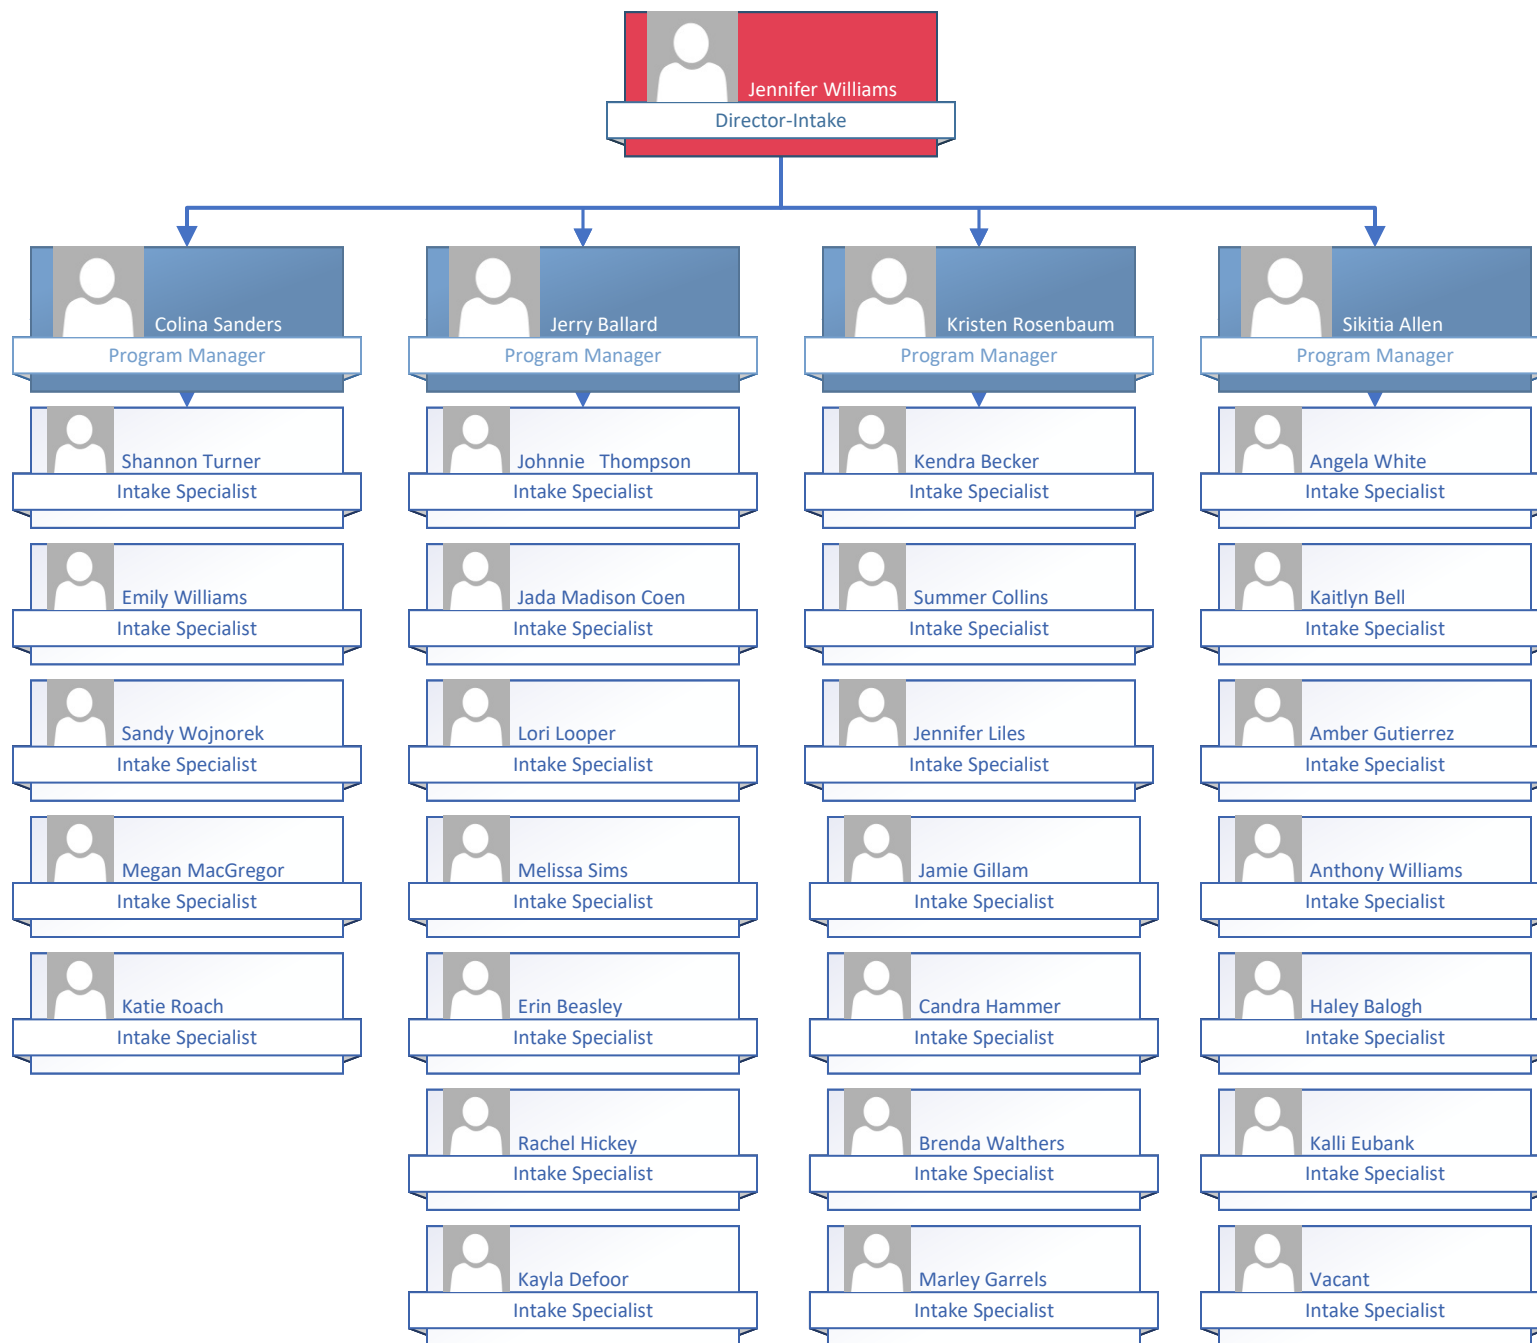 Jennifer Williams
Director-Intake
Colina Sanders
Program Manager
Jerry Ballard
Program Manager
Kristen Rosenbaum
Program Manager
Sikitia Allen
Program Manager
Shannon Turner
Intake Specialist
Emily Williams
Intake Specialist
Sandy Wojnorek
Intake Specialist
Megan MacGregor
Intake Specialist
Katie Roach
Intake Specialist
Johnnie   Thompson
Intake Specialist
Jada Madison Coen
Intake Specialist
Lori Looper
Intake Specialist
Melissa Sims
Intake Specialist
Erin Beasley
Intake Specialist
Rachel Hickey
Intake Specialist
Kayla Defoor
Intake Specialist
Kendra Becker
Intake Specialist
Summer Collins
Intake Specialist
Jennifer Liles
Intake Specialist
Jamie Gillam
Intake Specialist
Candra Hammer
Intake Specialist
Brenda Walthers
Intake Specialist
Marley Garrels
Intake Specialist
Angela White
Intake Specialist
Kaitlyn Bell
Intake Specialist
Amber Gutierrez
Intake Specialist
Anthony Williams
Intake Specialist
Haley Balogh
Intake Specialist
Kalli Eubank
Intake Specialist
Vacant
Intake Specialist